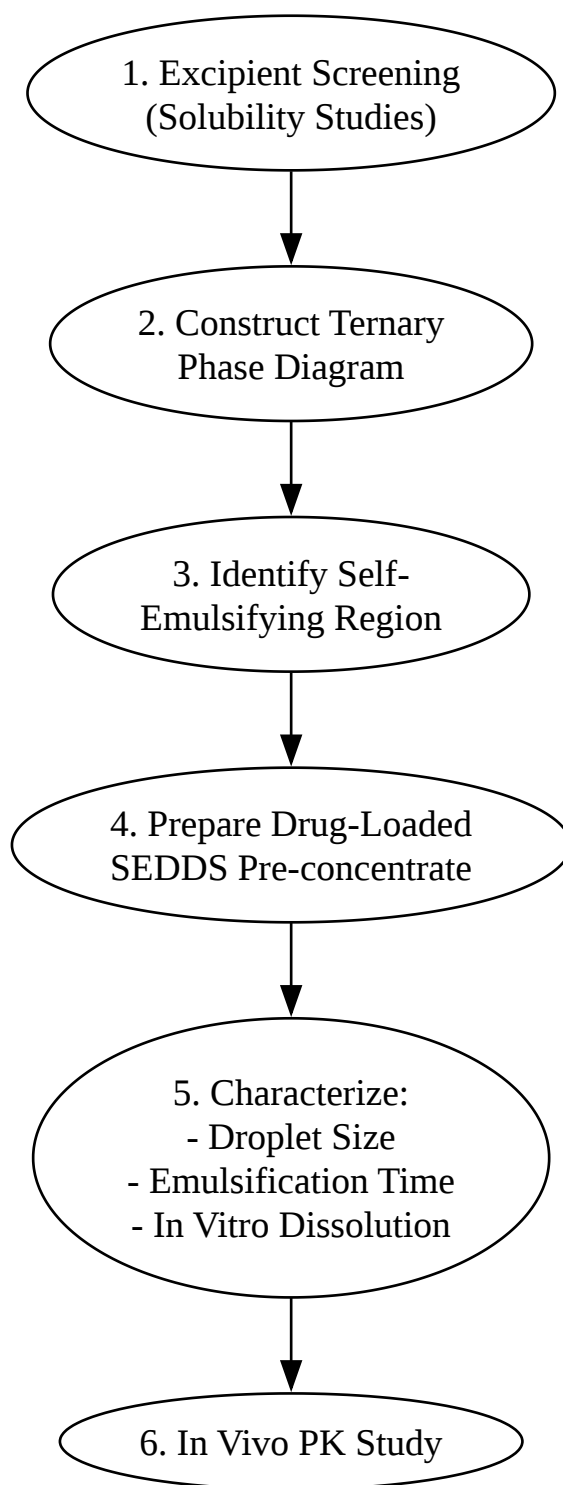 1. Excipient Screening
(Solubility Studies)
2. Construct Ternary
Phase Diagram
3. Identify Self-
Emulsifying Region
4. Prepare Drug-Loaded
SEDDS Pre-concentrate
5. Characterize:
- Droplet Size
- Emulsification Time
- In Vitro Dissolution
6. In Vivo PK Study